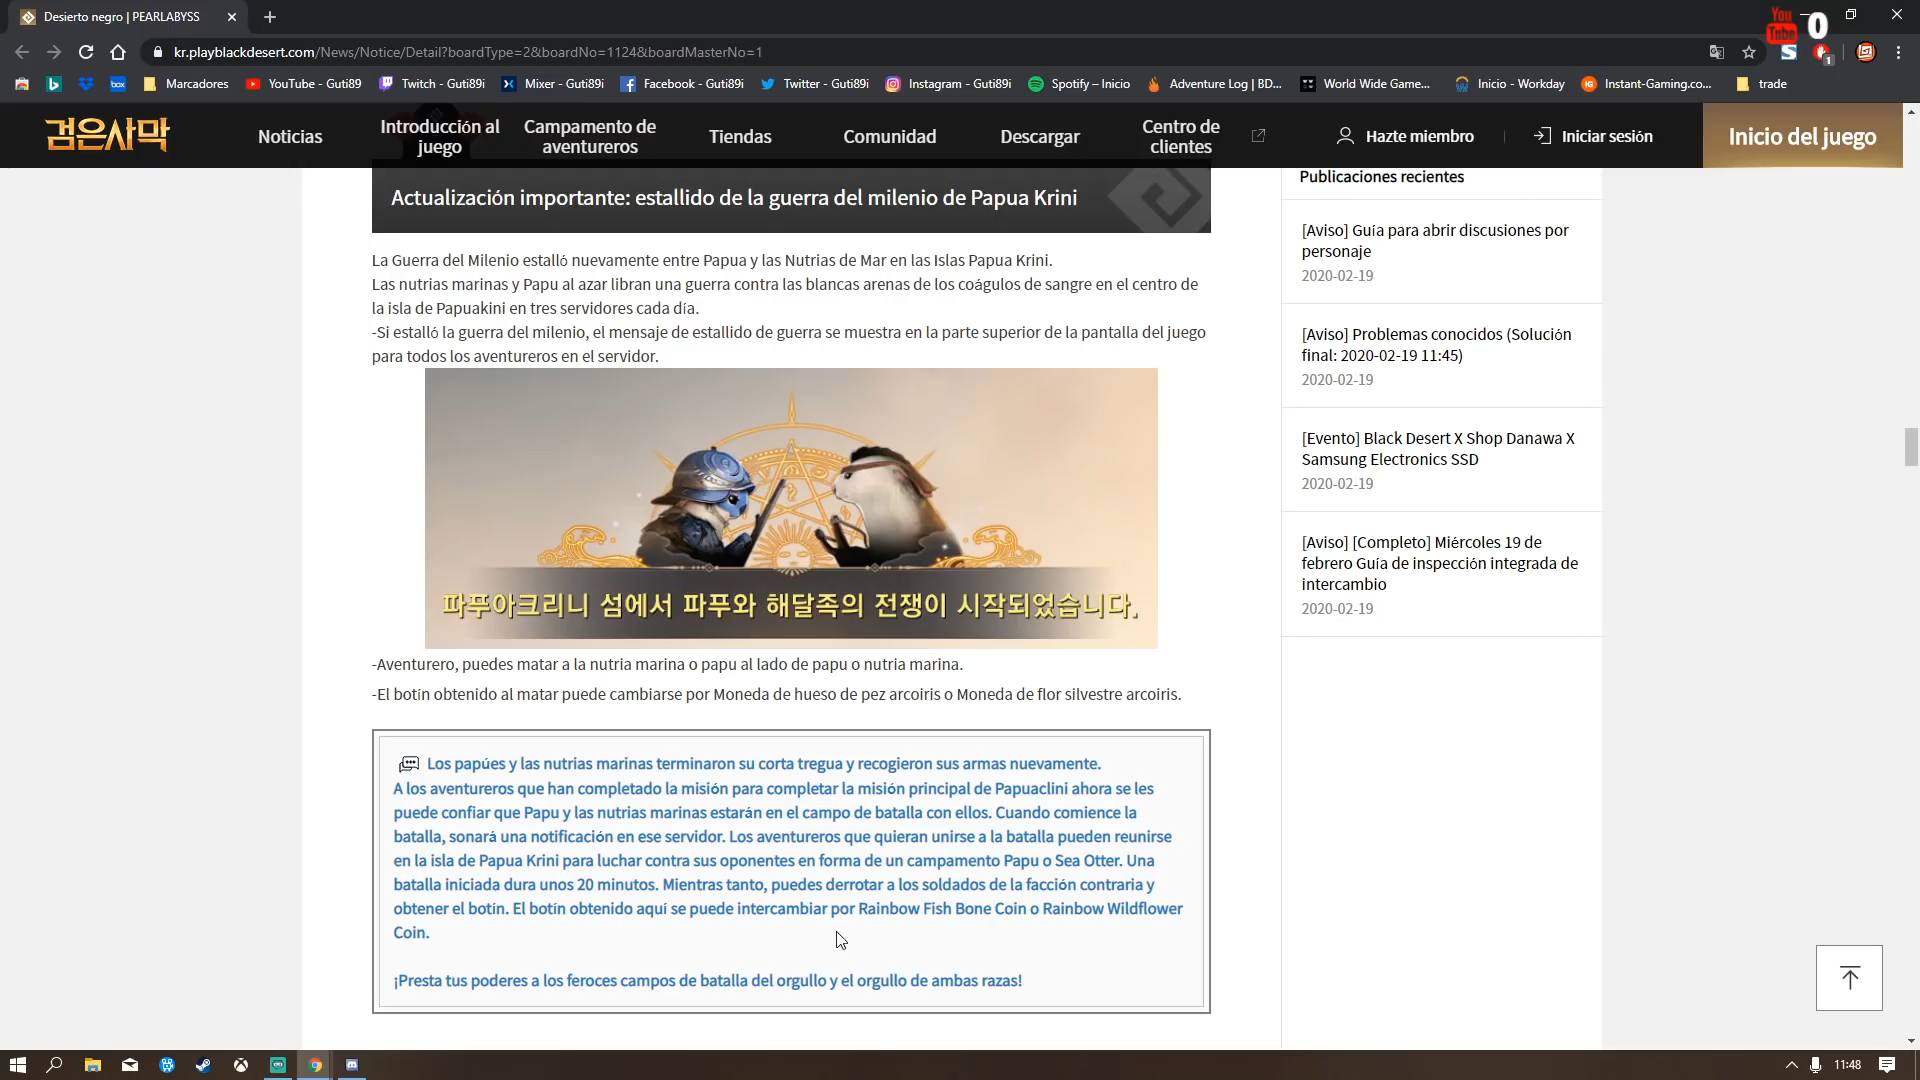 Desierto negro | PEARLABYSS
You
Tube
0
kr.playblackdesert.com/News/Notice/Detail?boardType=2&boardNo=1124&boardMasterNo=1
1
Marcadores
YouTube - Guti89
Twitch - Guti89i
Mixer - Guti89i
Facebook - Guti89i
Twitter - Guti89i
Instagram - Guti89i
Spotify – Inicio
Adventure Log | BD...
World Wide Game...
Inicio - Workday
Instant-Gaming.co...
trade
검은사막
Noticias
Introducción al
juego
Campamento de
aventureros
Tiendas
Comunidad
Descargar
Centro de
clientes
Hazte miembro
Iniciar sesión
Inicio del juego
Actualización importante: estallido de la guerra del milenio de Papua Krini
La Guerra del Milenio estalló nuevamente entre Papua y las Nutrias de Mar en las Islas Papua Krini.
Las nutrias marinas y Papu al azar libran una guerra contra las blancas arenas de los coágulos de sangre en el centro de
la isla de Papuakini en tres servidores cada día.
-Si estalló la guerra del milenio, el mensaje de estallido de guerra se muestra en la parte superior de la pantalla del juego
para todos los aventureros en el servidor.
파푸아크리니 섬에서 파푸와 해달족의 전쟁이 시작되었습니다.
-Aventurero, puedes matar a la nutria marina o papu al lado de papu o nutria marina.
-El botín obtenido al matar puede cambiarse por Moneda de hueso de pez arcoiris o Moneda de flor silvestre arcoiris.
Los papúes y las nutrias marinas terminaron su corta tregua y recogieron sus armas nuevamente.
A los aventureros que han completado la misión para completar la misión principal de Papuaclini ahora se les
puede confiar que Papu y las nutrias marinas estarán en el campo de batalla con ellos. Cuando comience la
batalla, sonará una notificación en ese servidor. Los aventureros que quieran unirse a la batalla pueden reunirse
en la isla de Papua Krini para luchar contra sus oponentes en forma de un campamento Papu o Sea Otter. Una
batalla iniciada dura unos 20 minutos. Mientras tanto, puedes derrotar a los soldados de la facción contraria y
obtener el botín. El botín obtenido aquí se puede intercambiar por Rainbow Fish Bone Coin o Rainbow Wildflower
Coin.
¡Presta tus poderes a los feroces campos de batalla del orgullo y el orgullo de ambas razas!
Publicaciones recientes
[Aviso] Guía para abrir discusiones por
personaje
2020-02-19
[Aviso] Problemas conocidos (Solución
final: 2020-02-19 11:45)
2020-02-19
[Evento] Black Desert X Shop Danawa X
Samsung Electronics SSD
2020-02-19
[Aviso] [Completo] Miércoles 19 de
febrero Guía de inspección integrada de
intercambio
2020-02-19
11:48